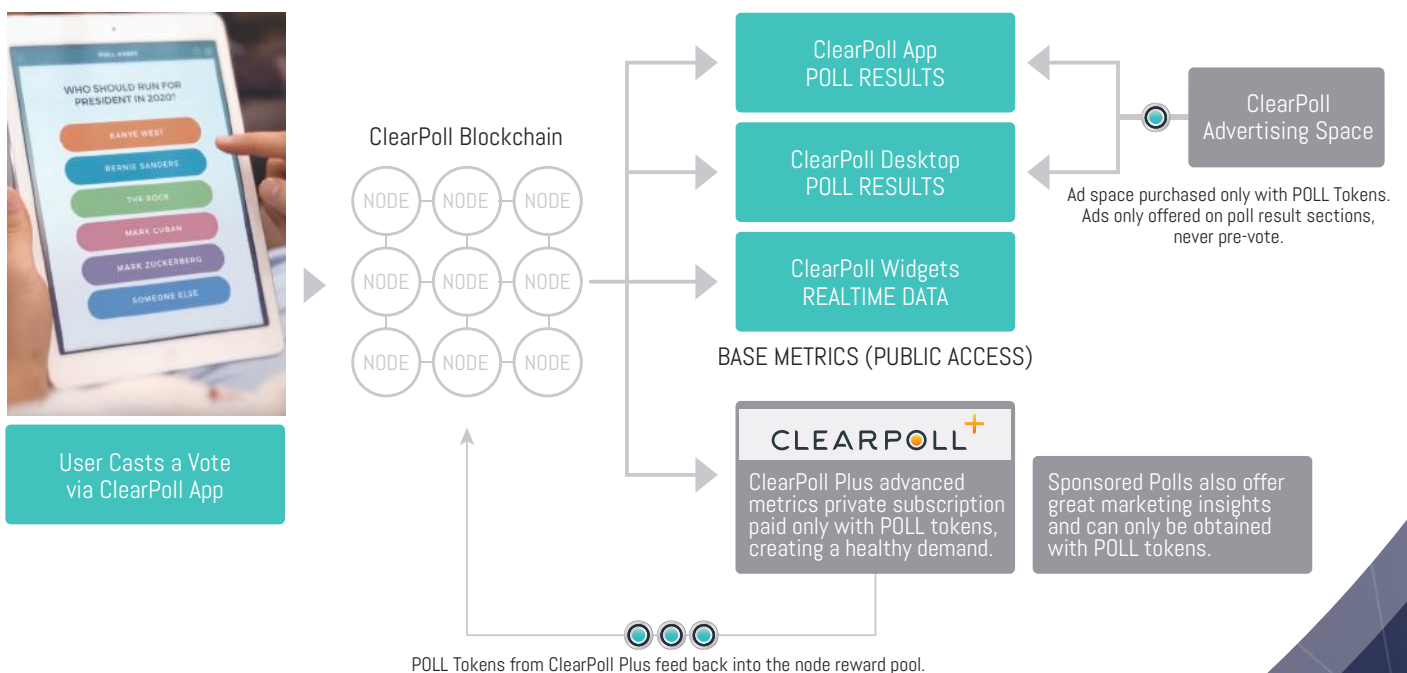 POLL VOTES
WHO SHOULD RUN FOR
PRESIDENT IN 2020?
KANYE WEST
BERNIE SANDERS
THE ROCK
MARK CUBAN
MARK ZUCKERBERG
SOMEONE ELSE
User Casts a Vote
via ClearPoll App
ClearPoll Blockchain
NODE NODE NODE
NODE NODE NODE
NODE NODE NODE
ClearPoll App
POLL RESULTS
ClearPoll Desktop
POLL RESULTS
ClearPoll Widgets
REALTIME DATA
BASE METRICS (PUBLIC ACCESS)
ClearPoll
Advertising Space
Ad space purchased only with POLL Tokens.
Ads only offered on poll result sections,
never pre-vote.
CLEARPOLL+
ClearPoll Plus advanced
metrics private subscription
paid only with POLL tokens,
creating a healthy demand.
Sponsored Polls also offer
great marketing insights
and can only be obtained
with POLL tokens.
POLL Tokens from ClearPoll Plus feed back into the node reward pool.